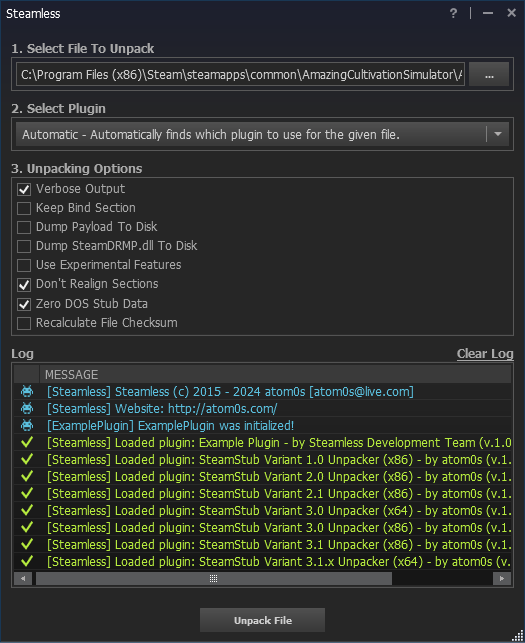 Steamless
?
1. Select File To Unpack
C:\Program Files (x86)\Steam\steamapps\common\AmazingCultivationSimulator\A
...
2. Select Plugin
Automatic - Automatically finds which plugin to use for the given file.
3. Unpacking Options
Verbose Output
Keep Bind Section
Dump Payload To Disk
Dump SteamDRMP.dll To Disk
Use Experimental Features
Don't Realign Sections
Zero DOS Stub Data
Recalculate File Checksum
Log Clear Log
MESSAGE
[Steamless] Steamless (c) 2015 - 2024 atom0s [atom0s@live.com]
[Steamless] Website: http://atom0s.com/
[ExamplePlugin] ExamplePlugin was initialized!
[Steamless] Loaded plugin: Example Plugin - by Steamless Development Team (v.1.0
[Steamless] Loaded plugin: SteamStub Variant 1.0 Unpacker (x86) - by atom0s (v.1.
[Steamless] Loaded plugin: SteamStub Variant 2.0 Unpacker (x86) - by atom0s (v.1.
[Steamless] Loaded plugin: SteamStub Variant 2.1 Unpacker (x86) - by atom0s (v.1.
[Steamless] Loaded plugin: SteamStub Variant 3.0 Unpacker (x64) - by atom0s (v.1.
[Steamless] Loaded plugin: SteamStub Variant 3.0 Unpacker (x86) - by atom0s (v.1.
[Steamless] Loaded plugin: SteamStub Variant 3.1 Unpacker (x86) - by atom0s (v.1.
[Steamless] Loaded plugin: SteamStub Variant 3.1.x Unpacker (x64) - by atom0s (v.
Unpack File